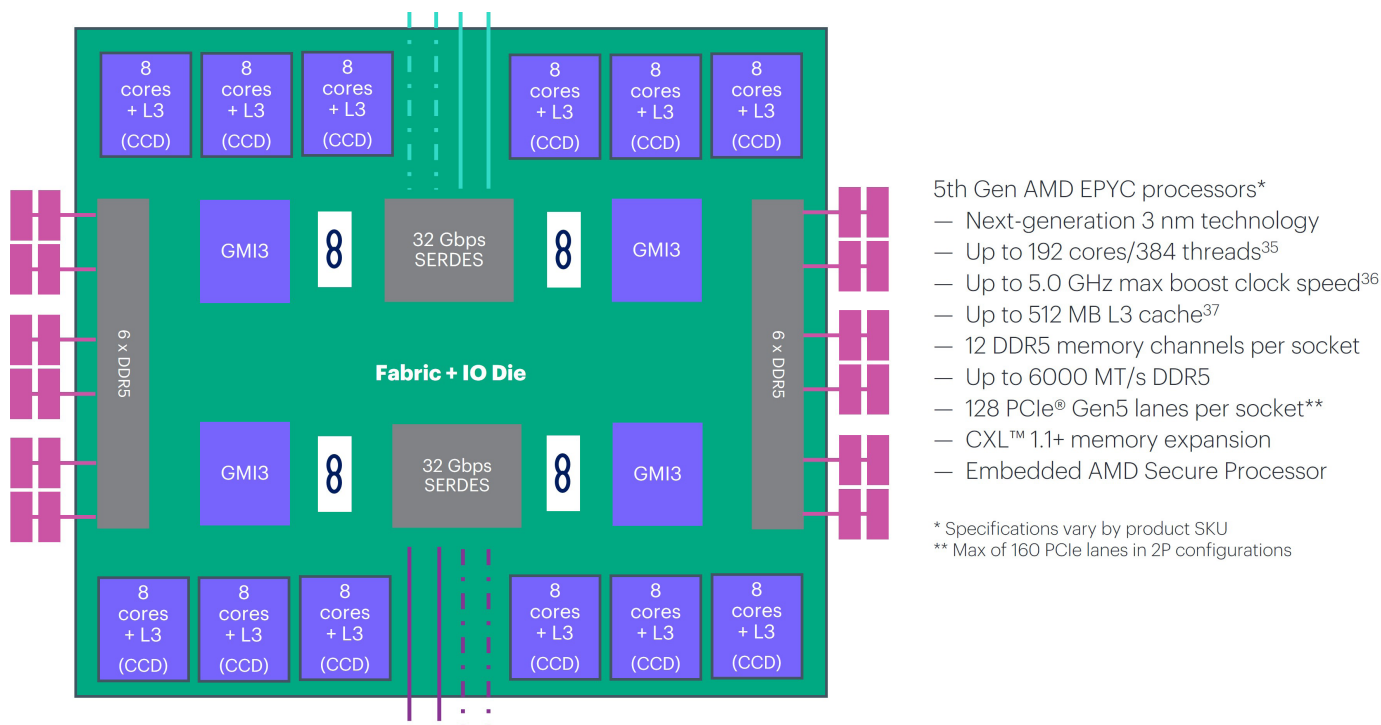 8
cores
+ L3
(CCD)
8
cores
+ L3
(CCD)
8
cores
+ L3
(CCD)
8
cores
+ L3
(CCD)
8
cores
+ L3
(CCD)
8
cores
+ L3
(CCD)
GMI3
8
32 Gbps
SERDES
8
GMI3
6 x DDR5
Fabric + IO Die
6 x DDR5
GMI3
8
32 Gbps
SERDES
8
GMI3
8
cores
+ L3
(CCD)
8
cores
+ L3
(CCD)
8
cores
+ L3
(CCD)
8
cores
+ L3
(CCD)
8
cores
+ L3
(CCD)
8
cores
+ L3
(CCD)
5th Gen AMD EPYC processors*
— Next-generation 3 nm technology
— Up to 192 cores/384 threads³⁵
— Up to 5.0 GHz max boost clock speed³⁶
— Up to 512 MB L3 cache³⁷
— 12 DDR5 memory channels per socket
— Up to 6000 MT/s DDR5
— 128 PCIe® Gen5 lanes per socket**
— CXL™ 1.1+ memory expansion
— Embedded AMD Secure Processor
* Specifications vary by product SKU
** Max of 160 PCIe lanes in 2P configurations